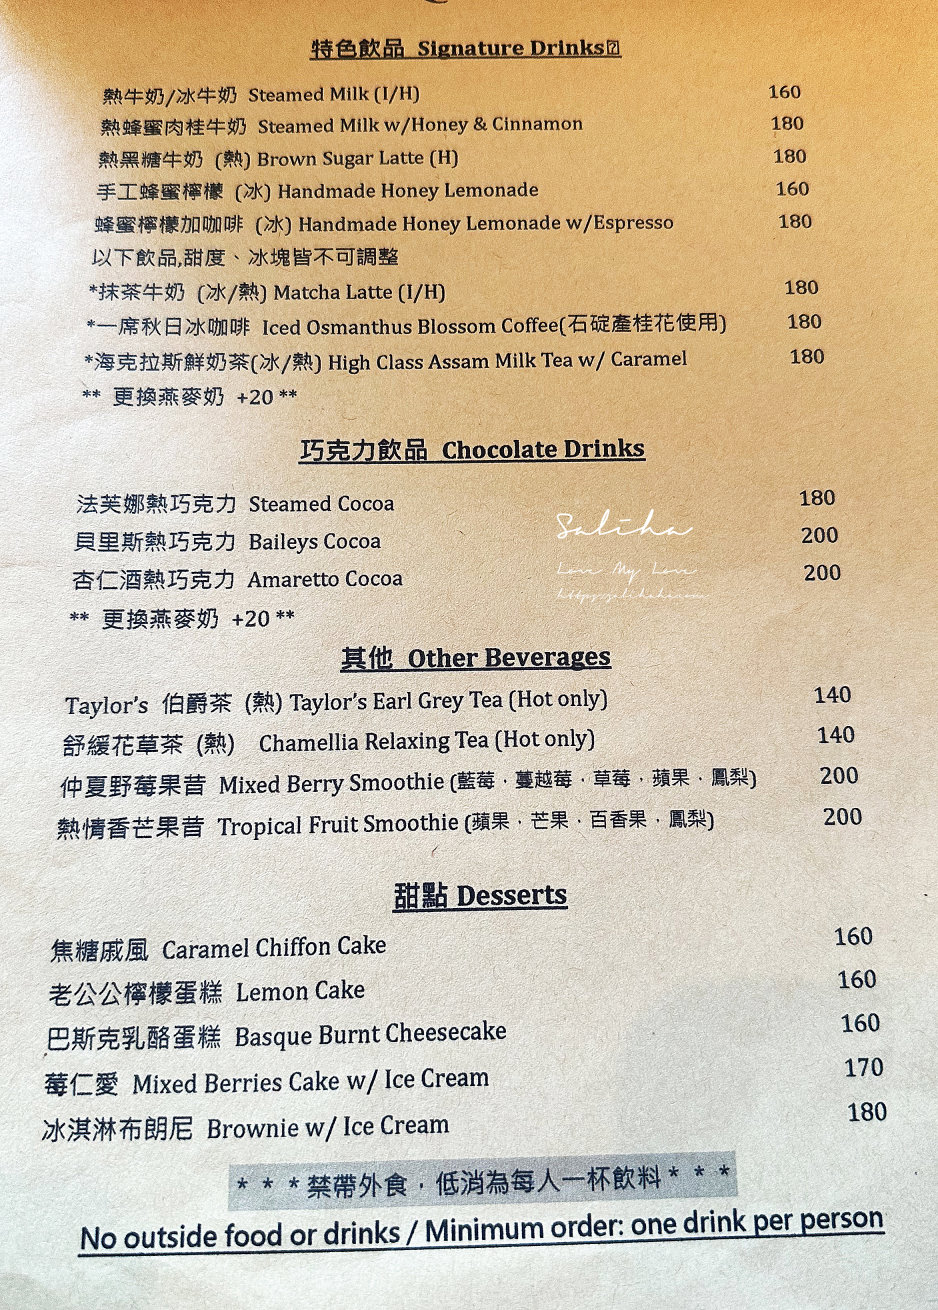 特色飲品 Signature Drinks
熱牛奶/冰牛奶 Steamed Milk (I/H) 160
熱蜂蜜肉桂牛奶 Steamed Milk w/Honey & Cinnamon 180
熱黑糖牛奶 (熱) Brown Sugar Latte (H) 180
手工蜂蜜檸檬 (冰) Handmade Honey Lemonade 160
蜂蜜檸檬加咖啡 (冰) Handmade Honey Lemonade w/Espresso 180
以下飲品,甜度、冰塊皆不可調整
*抹茶牛奶 (冰/熱) Matcha Latte (I/H) 180
*一席秋日冰咖啡 Iced Osmanthus Blossom Coffee(石碇產桂花使用) 180
*海克拉斯鮮奶茶(冰/熱) High Class Assam Milk Tea w/ Caramel 180
** 更換燕麥奶 +20 **
巧克力飲品 Chocolate Drinks
法芙娜熱巧克力 Steamed Cocoa 180
貝里斯熱巧克力 Baileys Cocoa 200
杏仁酒熱巧克力 Amaretto Cocoa 200
** 更換燕麥奶 +20 **
Saliha
Love My Love
其他 Other Beverages
Taylor's 伯爵茶 (熱) Taylor's Earl Grey Tea (Hot only) 140
舒緩花草茶 (熱) Chamellia Relaxing Tea (Hot only) 140
仲夏野莓果昔 Mixed Berry Smoothie (藍莓．蔓越莓．草莓．蘋果．鳳梨) 200
熱情香芒果昔 Tropical Fruit Smoothie (蘋果．芒果．百香果．鳳梨) 200
甜點 Desserts
焦糖戚風 Caramel Chiffon Cake 160
老公公檸檬蛋糕 Lemon Cake 160
巴斯克乳酪蛋糕 Basque Burnt Cheesecake 160
莓仁愛 Mixed Berries Cake w/ Ice Cream 170
冰淇淋布朗尼 Brownie w/ Ice Cream 180
* * * 禁帶外食．低消為每人一杯飲料 * * *
No outside food or drinks / Minimum order: one drink per person